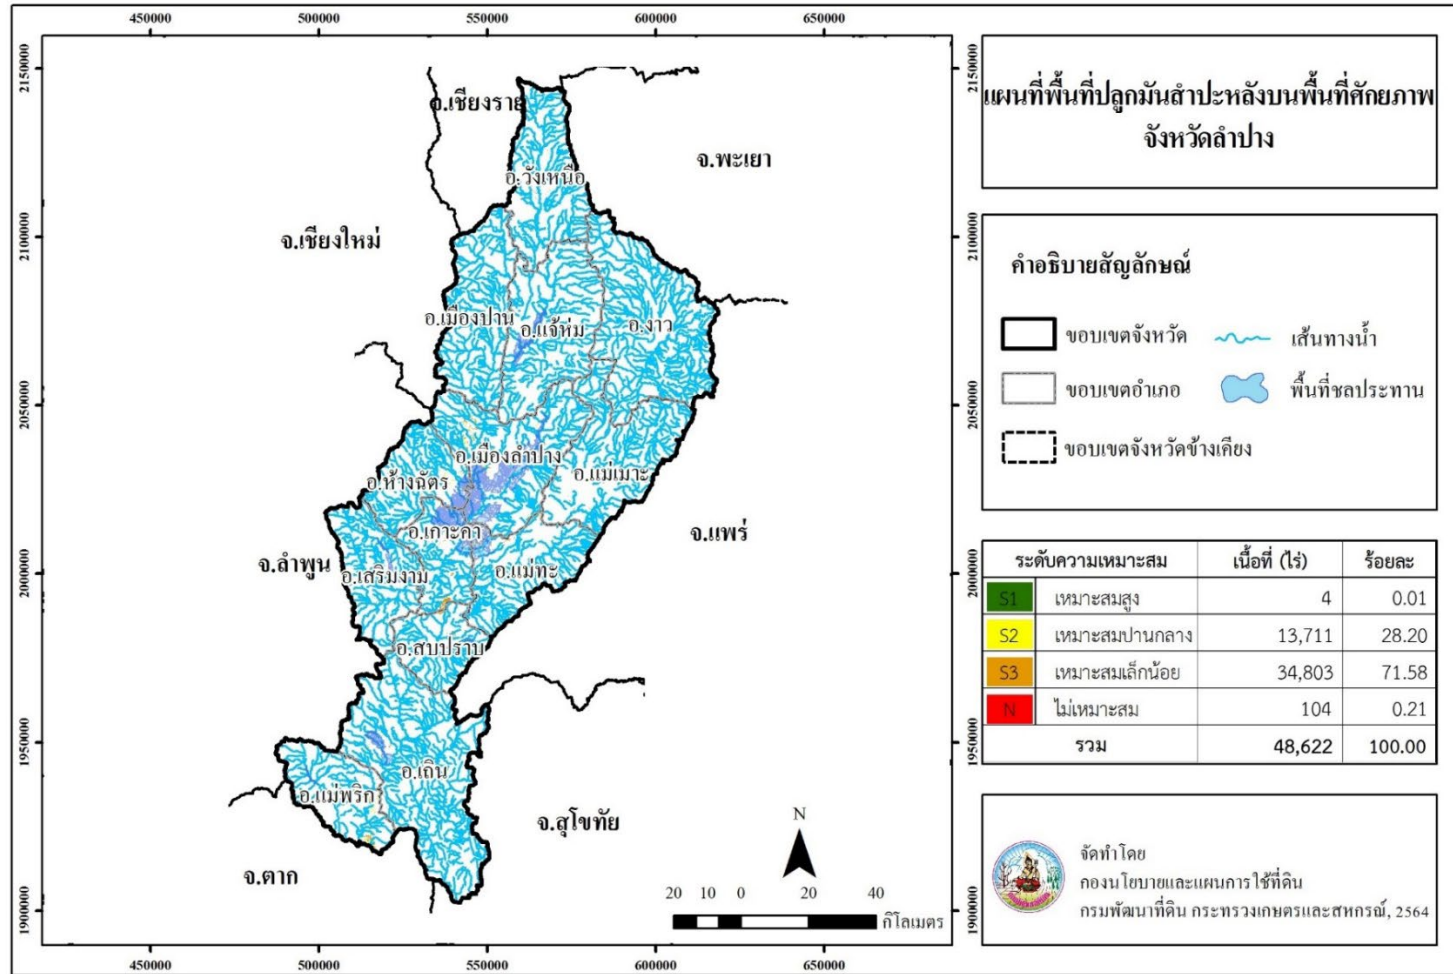 450000 500000 550000 600000 650000
แผนที่พื้นที่ปลูกมันสำปะหลังบนพื้นที่ศักยภาพ
จังหวัดลำปาง
2150000 2150000
2100000 2100000
2050000 2050000
2000000 2000000
1950000 1950000
1900000 1900000
จ.เชียงราย
จ.พะเยา
อ.วังเหนือ
จ.เชียงใหม่
อ.เมืองปาน
อ.แจ้ห่ม
อ.งาว
อ.เมืองลำปาง
อ.ห้างฉัตร
อ.แม่เมาะ
อ.เกาะคา
จ.แพร่
จ.ลำพูน
อ.เสริมงาม
อ.แม่ทะ
อ.สบปราบ
อ.เถิน
อ.แม่พริก
จ.สุโขทัย
จ.ตาก
N
20 10 0 20 40
กิโลเมตร
450000 500000 550000 600000 650000
คำอธิบายสัญลักษณ์
ขอบเขตจังหวัด เส้นทางน้ำ
ขอบเขตอำเภอ พื้นที่ชลประทาน
ขอบเขตจังหวัดข้างเคียง
ระดับความเหมาะสม เนื้อที่ (ไร่) ร้อยละ
S1 เหมาะสมสูง 4 0.01
S2 เหมาะสมปานกลาง 13,711 28.20
S3 เหมาะสมเล็กน้อย 34,803 71.58
N ไม่เหมาะสม 104 0.21
รวม 48,622 100.00
จัดทำโดย
กองนโยบายและแผนการใช้ที่ดิน
กรมพัฒนาที่ดิน กระทรวงเกษตรและสหกรณ์, 2564